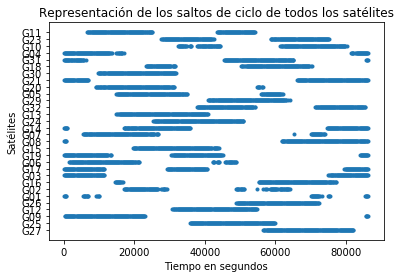 Representación de los saltos de ciclo de todos los satélites
Satélites
G11
G23
G10
G04
G31
G18
G30
G21
G20
G05
G29
G32
G13
G24
G14
G07
G08
G15
G19
G06
G17
G03
G16
G02
G01
G26
G12
G09
G25
G27
0 20000 40000 60000 80000
Tiempo en segundos